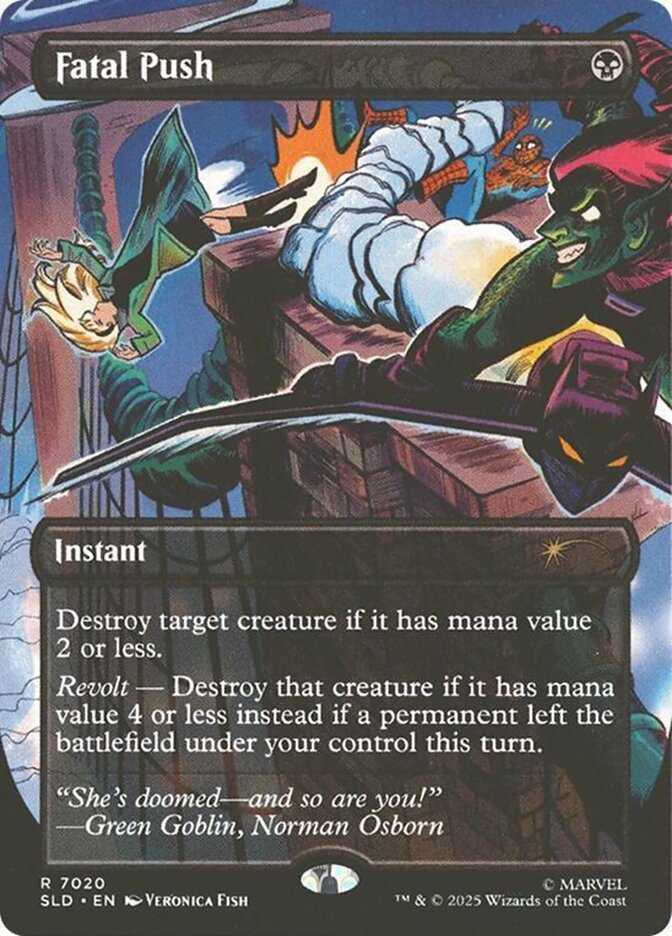 Fatal Push
Instant
Destroy target creature if it has mana value
2 or less.
Revolt — Destroy that creature if it has mana
value 4 or less instead if a permanent left the
battlefield under your control this turn.
“She’s doomed—and so are you!”
—Green Goblin, Norman Osborn
R 7020
SLD • EN Veronica Fish
© MARVEL
™ & © 2025 Wizards of the Coast